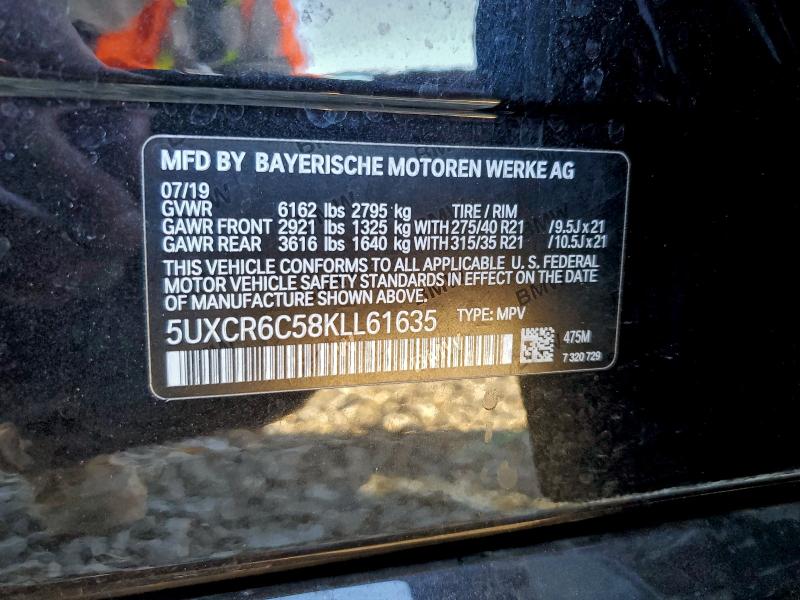 MFD BY BAYERISCHE MOTOREN WERKE AG
07/19
GVWR 6162 lbs 2795 kg TIRE / RIM
GAWR FRONT 2921 lbs 1325 kg WITH 275/40 R21 /9.5J x 21
GAWR REAR 3616 lbs 1640 kg WITH 315/35 R21 /10.5J x 21
THIS VEHICLE CONFORMS TO ALL APPLICABLE U. S. FEDERAL
MOTOR VEHICLE SAFETY STANDARDS IN EFFECT ON THE DATE
OF MANUFACTURE SHOWN ABOVE.
5UXCR6C58KLL61635 TYPE: MPV
475M
7 320 729